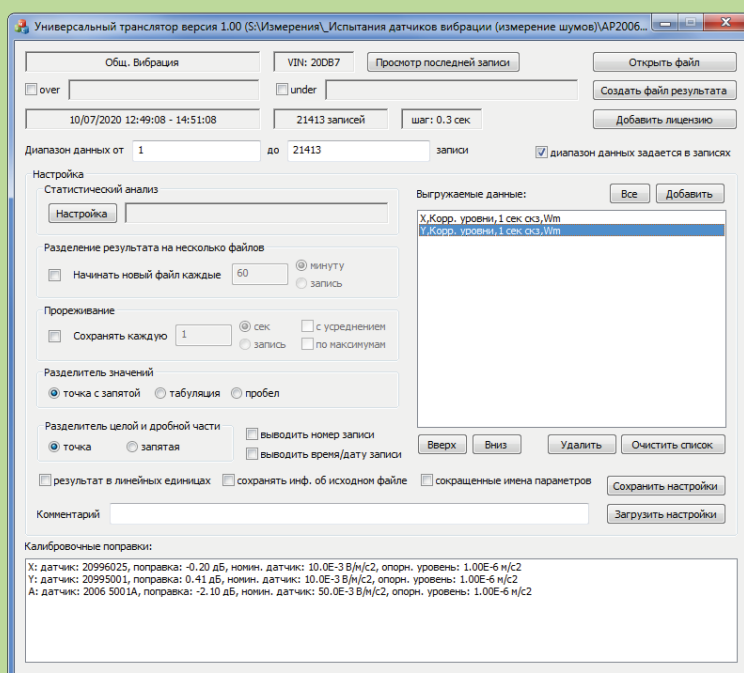 Универсальный транслятор версия 1.00 (S:\Измерения\_Испытания датчиков вибрации (измерение шумов)\AP2006...
Общ. Вибрация VIN: 20DB7 Просмотр последней записи Открыть файл
over under Создать файл результата
10/07/2020 12:49:08 - 14:51:08 21413 записей шаг: 0.3 сек Добавить лицензию
Диапазон данных от 1 до 21413 записи диапазон данных задается в записях
Настройка
Статистический анализ
Настройка
Выгружаемые данные: Все Добавить
X,Корр. уровни,1 сек скз,Wm
Y,Корр. уровни,1 сек скз,Wm
Разделение результата на несколько файлов
Начинать новый файл каждые 60 минуту
запись
Прореживание
Сохранять каждую 1 сек с усреднением
запись по максимумам
Разделитель значений
точка с запятой табуляция пробел
Разделитель целой и дробной части
точка запятая
выводить номер записи
выводить время/дату записи
Вверх Вниз Удалить Очистить список
результат в линейных единицах сохранять инф. об исходном файле сокращенные имена параметров Сохранить настройки
Комментарий Загрузить настройки
Калибровочные поправки:
X: датчик: 20996025, поправка: -0.20 дБ, номин. датчик: 10.0E-3 В/м/с2, опорн. уровень: 1.00E-6 м/с2
Y: датчик: 20995001, поправка: 0.41 дБ, номин. датчик: 10.0E-3 В/м/с2, опорн. уровень: 1.00E-6 м/с2
A: датчик: 2006 5001A, поправка: -2.10 дБ, номин. датчик: 50.0E-3 В/м/с2, опорн. уровень: 1.00E-6 м/с2